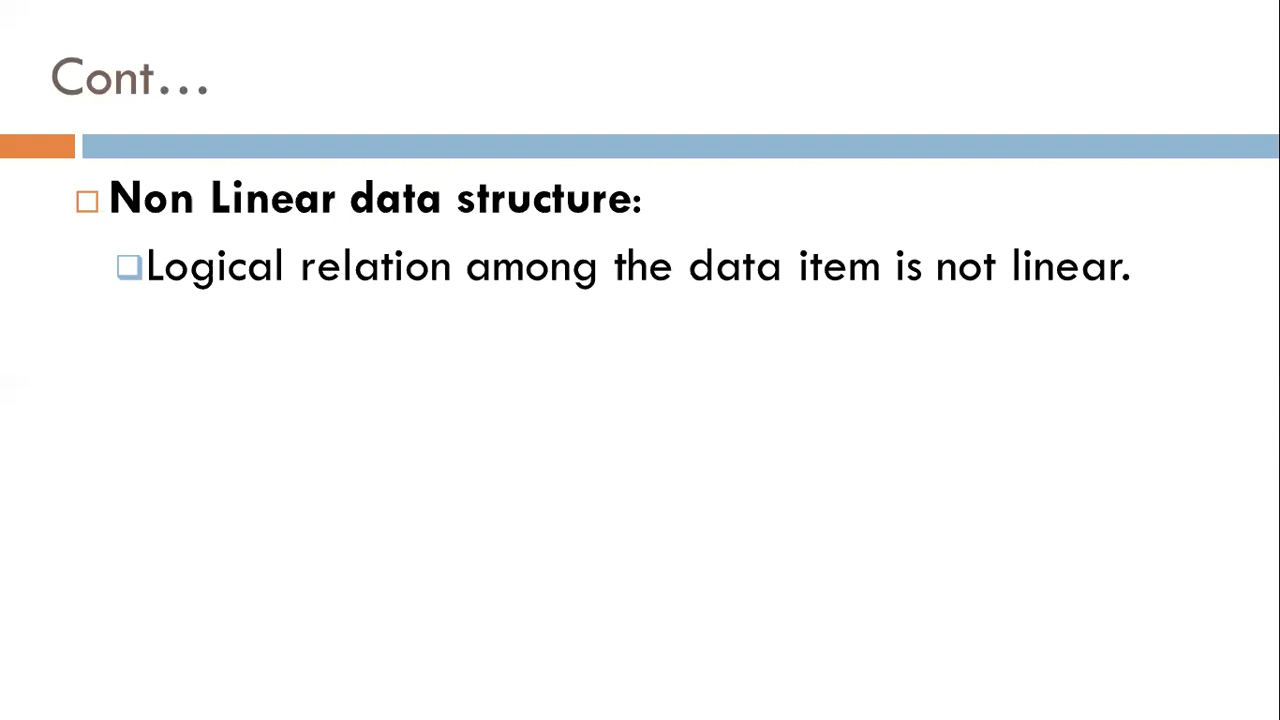 Cont...
Non Linear data structure:
Logical relation among the data item is not linear.